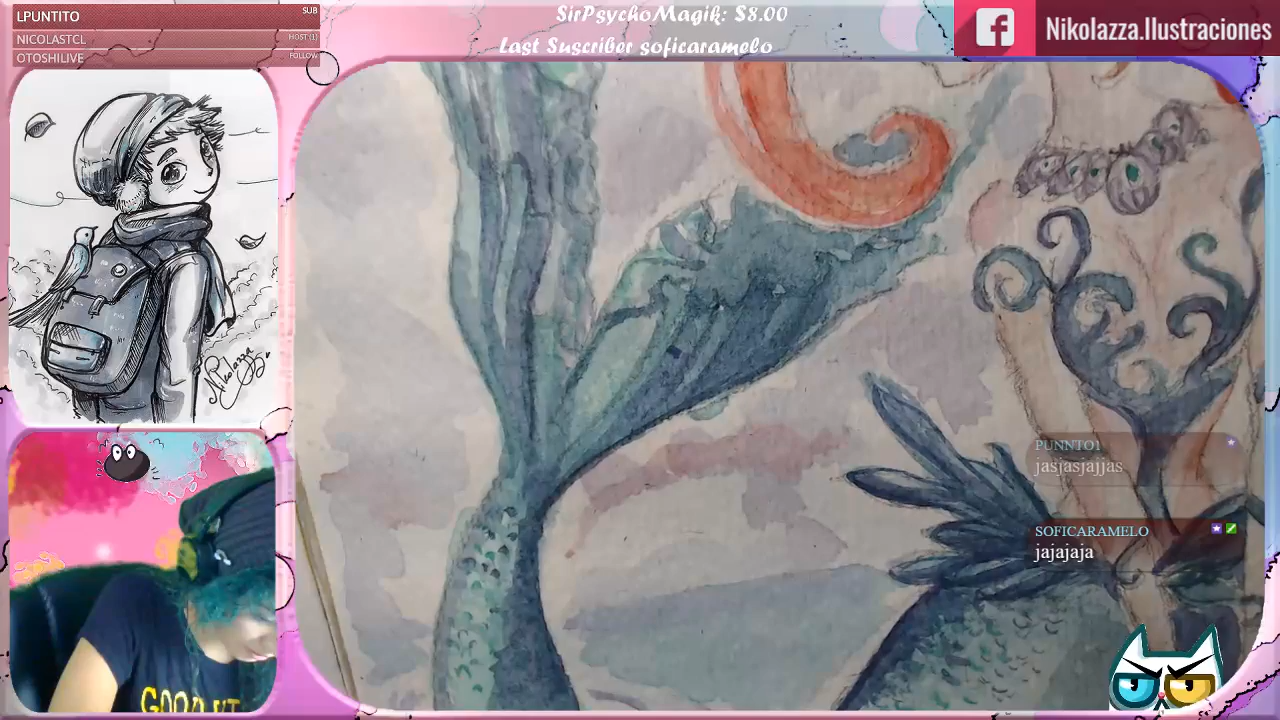 LPUNTITO
SUB
NICOLASTCL
HOST (1)
OTOSHILIVE
FOLLOW
SirPsychoMagik: $8.00
Last Suscriber soficaramelo
Nikolazza.Ilustraciones
Nikolazza
PUNNTO1
jasjasjajjas
SOFICARAMELO
jajajaja
GOOD